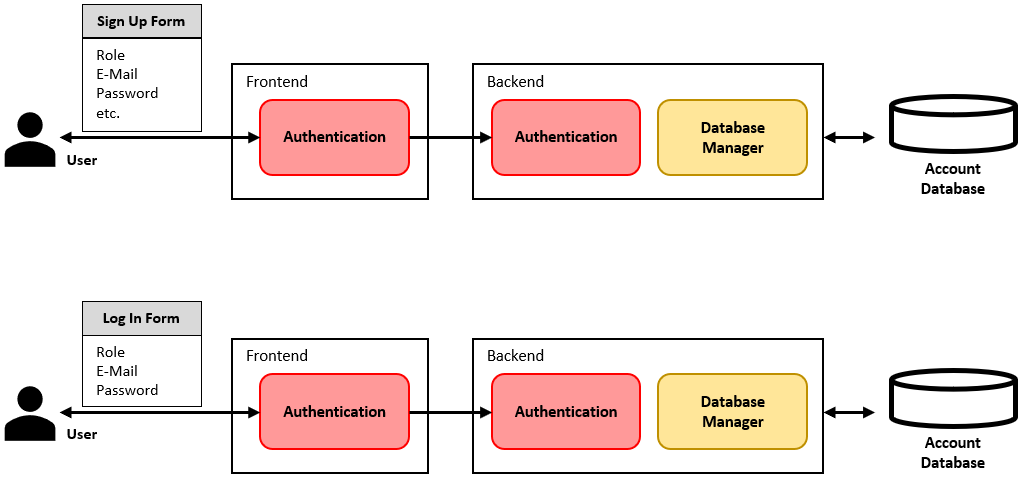 Sign Up Form
Role
E-Mail
Password
etc.
User
Frontend
Authentication
Backend
Authentication
Database
Manager
Account
Database
Log In Form
Role
E-Mail
Password
User
Frontend
Authentication
Backend
Authentication
Database
Manager
Account
Database